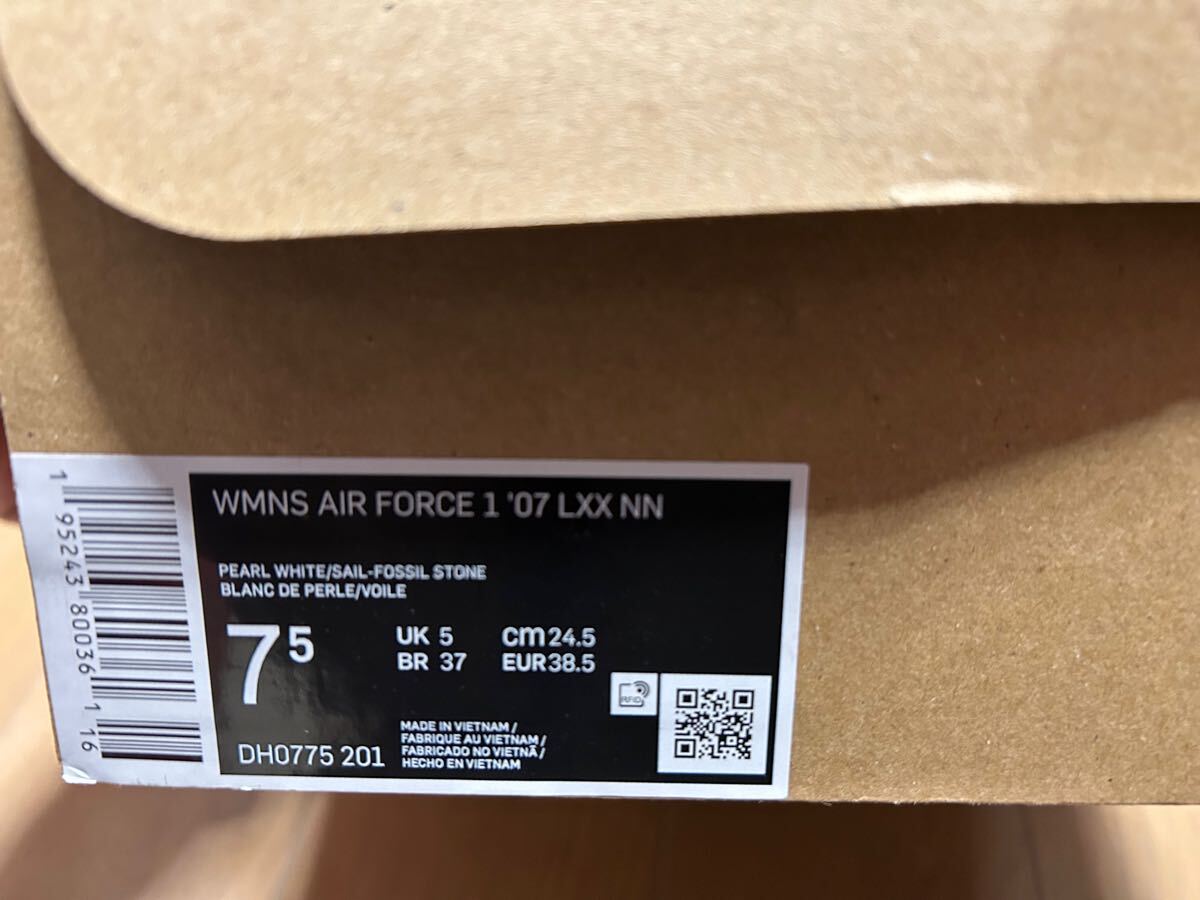 WMNS AIR FORCE 1 '07 LXX NN
PEARL WHITE/SAIL-FOSSIL STONE
BLANC DE PERLE/VOILE
7 5
UK 5 cm 24.5
BR 37 EUR 38.5
RFID
DH0775 201
MADE IN VIETNAM /
FABRIQUE AU VIETNAM /
FABRICADO NO VIETNÃ /
HECHO EN VIETNAM
1 95243 80036 1 16